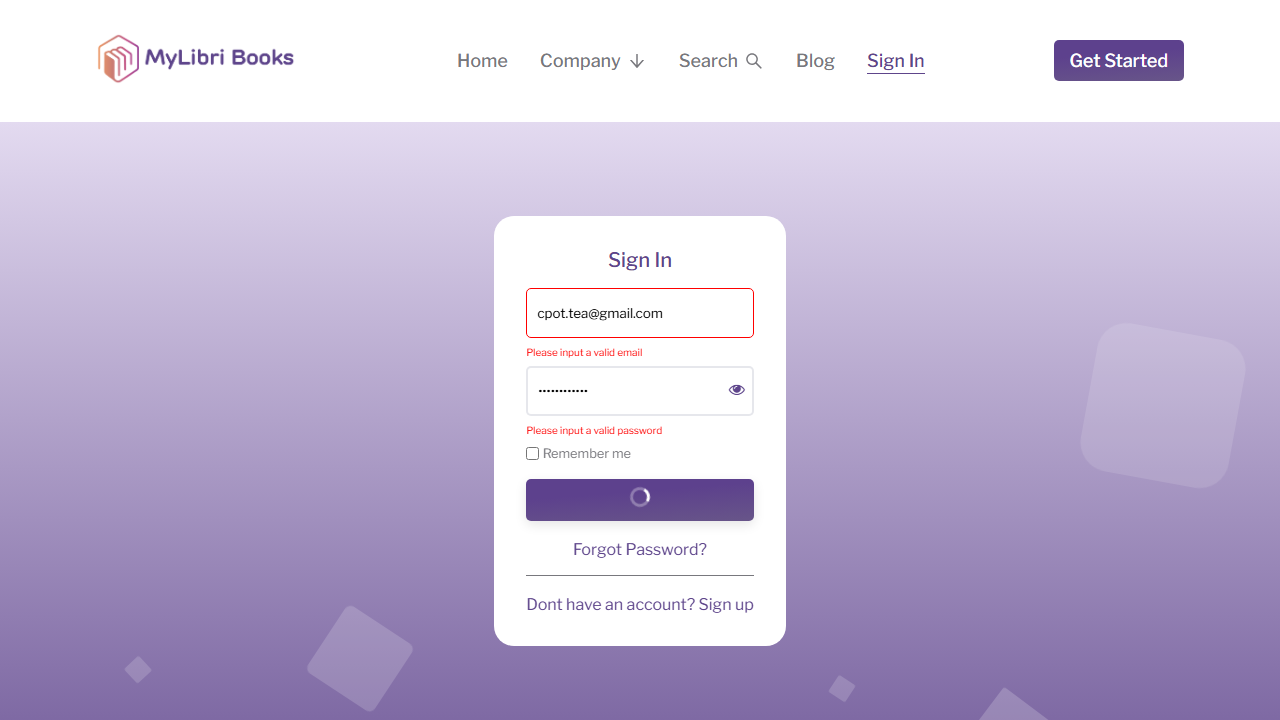 MyLibri Books
Home
Company
Search
Blog
Sign In
Get Started
Sign In
cpot.tea@gmail.com
Please input a valid email
Please input a valid password
Remember me
Forgot Password?
Dont have an account? Sign up